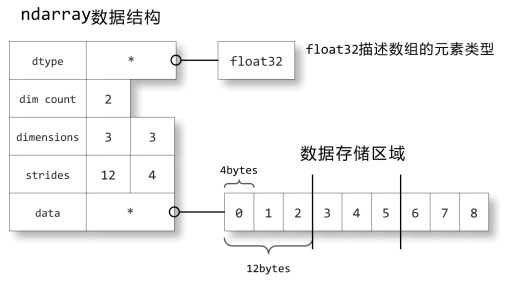 ndarray数据结构
dtype * float32 float32描述数组的元素类型
dim count 2
dimensions 3 3
数据存储区域
strides 12 4
4bytes
data * 0 1 2 3 4 5 6 7 8
12bytes